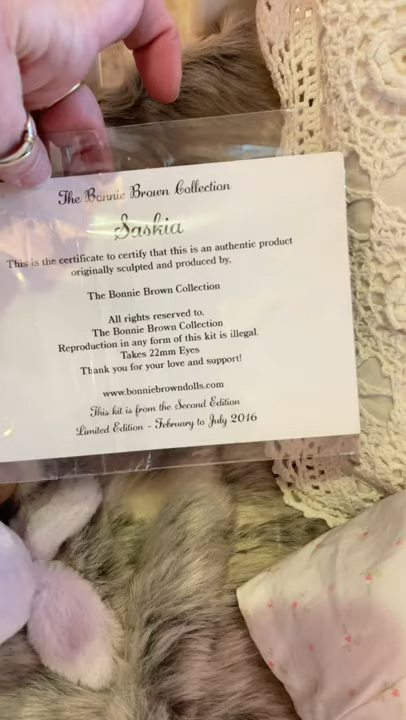 The Bonnie Brown Collection
Saskia
This is the certificate to certify that this is an authentic product
originally sculpted and produced by,
The Bonnie Brown Collection
All rights reserved to,
The Bonnie Brown Collection
Reproduction in any form of this kit is illegal.
Takes 22mm Eyes
Thank you for your love and support!
www.bonniebrowndolls.com
This kit is from the Second Edition
Limited Edition - February to July 2016